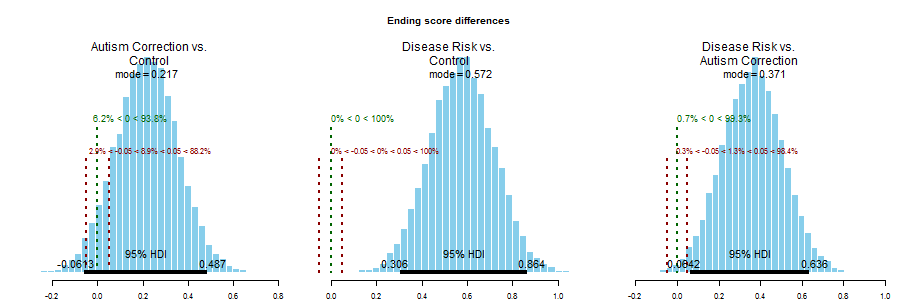 Ending score differences
Autism Correction vs.
Control
mode = 0.217
6.2% < 0 < 93.8%
2.9% < −0.05 < 8.9% < 0.05 < 88.2%
95% HDI
-0.0613 0.487
0.0 0.2 0.4 0.6 0.8
Disease Risk vs.
Control
mode = 0.572
0% < 0 < 100%
0% < −0.05 < 0% < 0.05 < 100%
95% HDI
0.306 0.864
0.0 0.2 0.4 0.6 0.8 1.0
Disease Risk vs.
Autism Correction
mode = 0.371
0.7% < 0 < 99.3%
0.3% < −0.05 < 1.3% < 0.05 < 98.4%
95% HDI
0.636
0.0 0.2 0.4 0.6 0.8 1.0